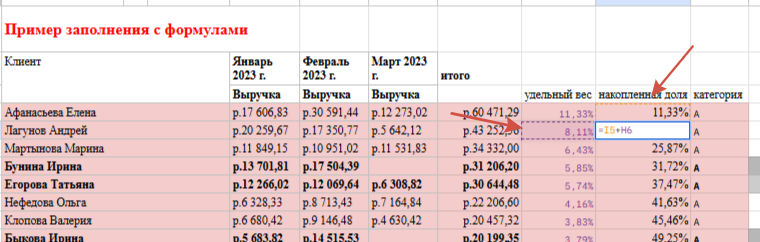 Пример заполнения с формулами
Клиент Январь 2023 г. Февраль 2023 г. Март 2023 г. итого
Выручка Выручка Выручка удельный вес накопленная доля категория
Афанасьева Елена р.17 606,83 р.30 591,44 р.12 273,02 р.60 471,29 11,33% 11,33% А
Лагунов Андрей р.20 259,67 р.17 350,77 р.5 642,12 р.43 252,56 8,11% =I5+H6 А
Мартынова Марина р.11 849,15 р.10 951,02 р.11 531,83 р.34 332,00 6,43% 25,87% А
Бунина Ирина р.13 701,81 р.17 504,39 р.31 206,20 5,85% 31,72% А
Егорова Татьяна р.12 266,02 р.12 069,64 р.6 308,82 р.30 644,48 5,74% 37,47% А
Нефедова Ольга р.6 328,33 р.8 713,43 р.7 164,84 р.22 206,60 4,16% 41,63% А
Клопова Валерия р.6 680,42 р.9 146,48 р.4 630,42 р.20 457,32 3,83% 45,46% А
Быкова Ирина р.5 683,82 р.14 515,53 р.20 199,35 3,79% 49,25% А